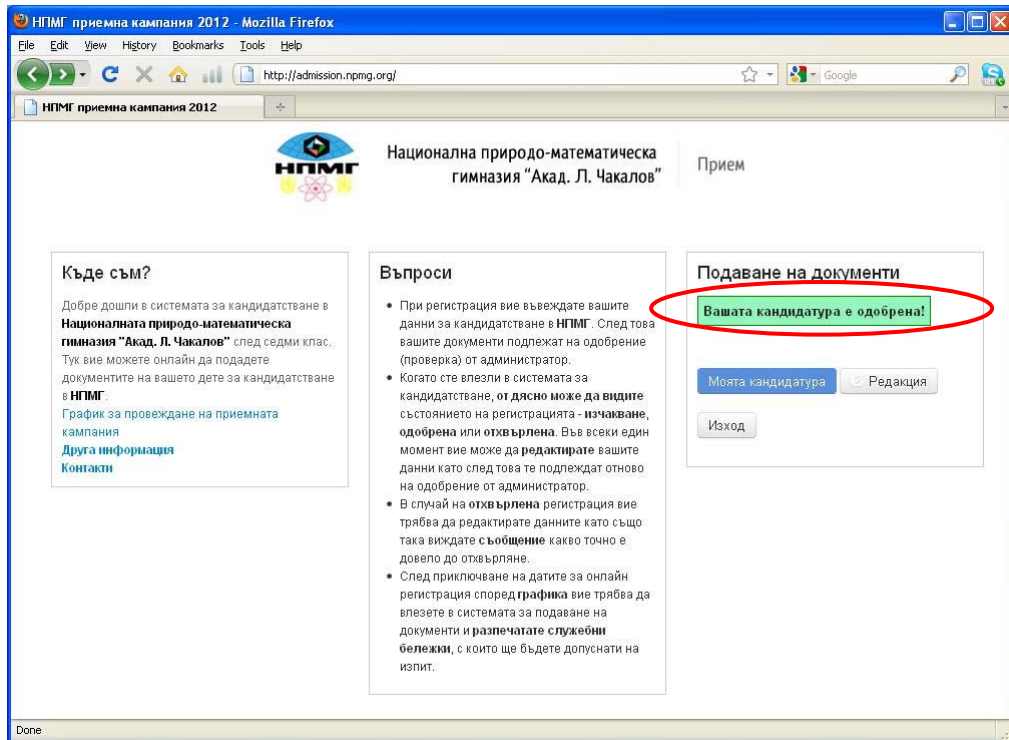 НПМГ приемна кампания 2012 - Mozilla Firefox
File Edit View History Bookmarks Tools Help
http://admission.npmg.org/
Google
НПМГ приемна кампания 2012
НПМГ
Национална природо-математическа
гимназия "Акад. Л. Чакалов"
Прием
Къде съм?
Добре дошли в системата за кандидатстване в
Националната природо-математическа
гимназия "Акад. Л. Чакалов" след седми клас.
Тук вие можете онлайн да подадете
документите на вашето дете за кандидатстване
в НПМГ.
График за провеждане на приемната
кампания
Друга информация
Контакти
Въпроси
• При регистрация вие въвеждате вашите
данни за кандидатстване в НПМГ. След това
вашите документи подлежат на одобрение
(проверка) от администратор.
• Когато сте влезли в системата за
кандидатстване, от дясно може да видите
състоянието на регистрацията - изчакване,
одобрена или отхвърлена. Във всеки един
момент вие може да редактирате вашите
данни като след това те подлеждат отново
на одобрение от администратор.
• В случай на отхвърлена регистрация вие
трябва да редактирате данните като също
така виждате съобщение какво точно е
довело до отхвърляне.
• След приключване на датите за онлайн
регистрация според графика вие трябва да
влезете в системата за подаване на
документи и разпечатате служебни
бележки, с които ще бъдете допуснати на
изпит.
Подаване на документи
Вашата кандидатура е одобрена!
Моята кандидатура Редакция
Изход
Done